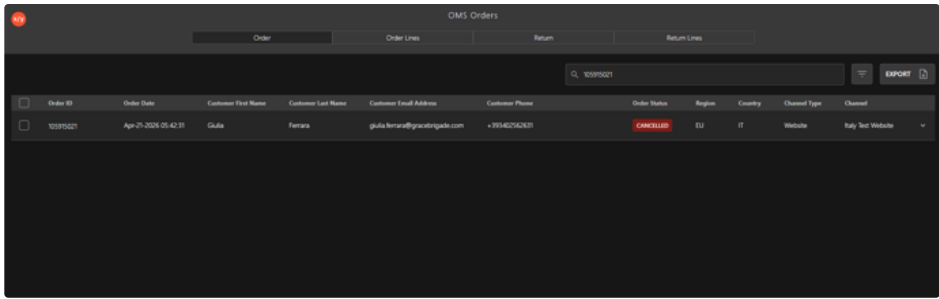 OMS Orders
Order Order Lines Return Return Lines
105915021 EXPORT
Order ID Order Date Customer First Name Customer Last Name Customer Email Address Customer Phone Order Status Region Country Channel Type Channel
105915021 Apr-21-2026 05:42:31 Giulia Ferrara giulia.ferrara@gracebrigade.com +393402562631 CANCELLED EU IT Website Italy Test Website